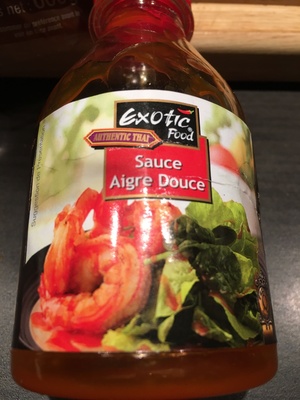 Exotic
Food
AUTHENTIC THAI
Sauce
Aigre Douce